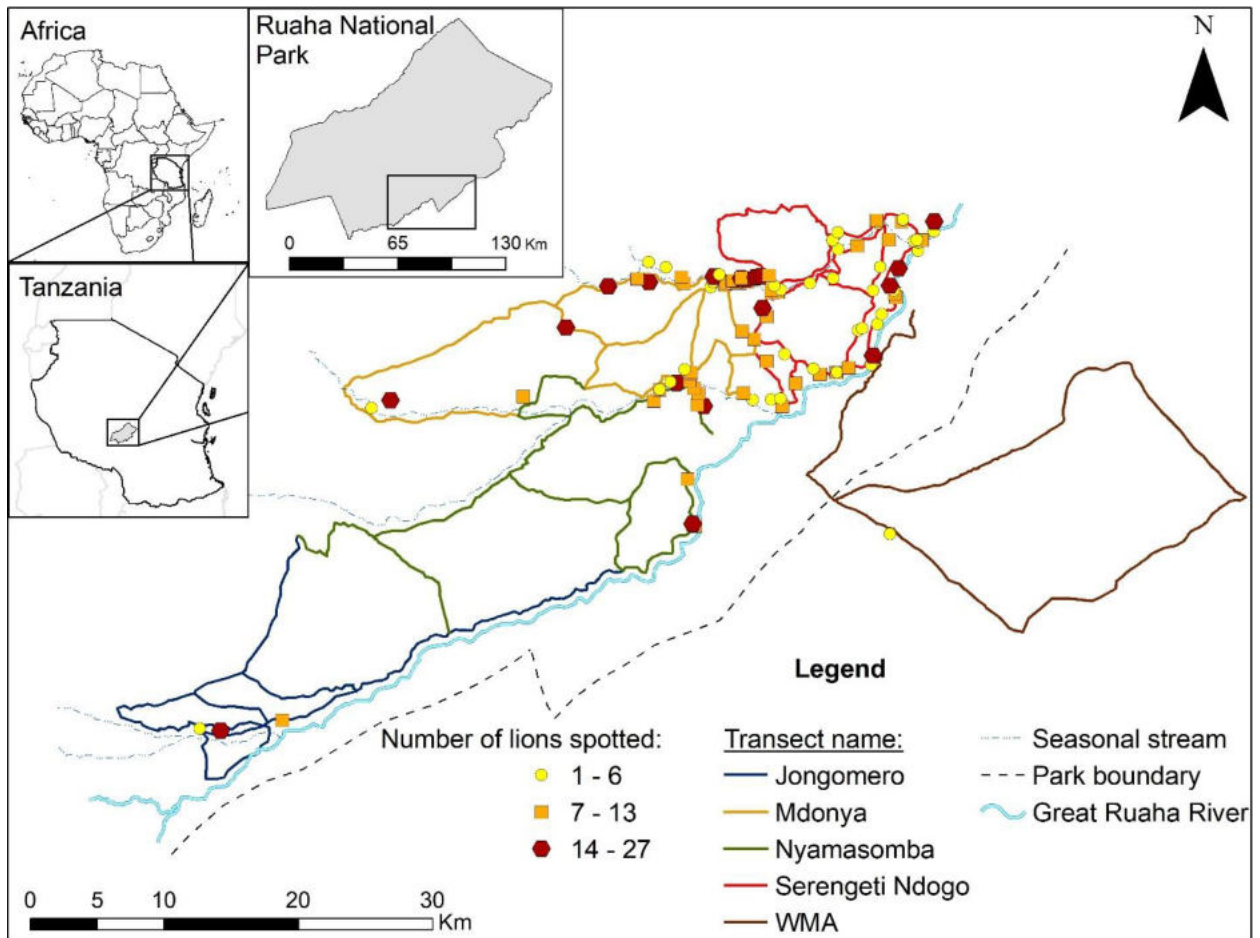 Africa
Ruaha National
Park
0 65 130 Km
N
Tanzania
Legend
Number of lions spotted:
1 - 6
7 - 13
14 - 27
Transect name:
Jongomero
Mdonya
Nyamasomba
Serengeti Ndogo
WMA
Seasonal stream
Park boundary
Great Ruaha River
0 5 10 20 30
Km